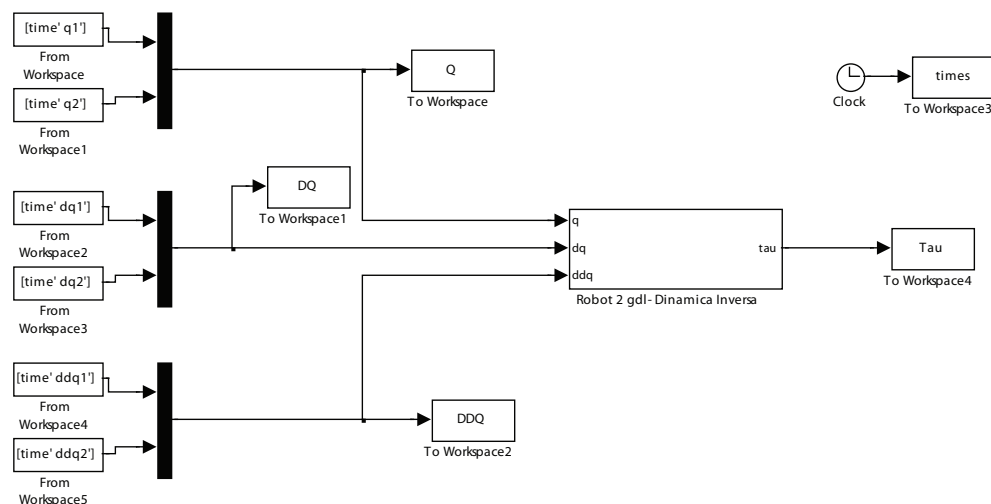 [time' q1']
From
Workspace
[time' q2']
From
Workspace1
Q
To Workspace
Clock
times
To Workspace3
DQ
To Workspace1
[time' dq1']
From
Workspace2
[time' dq2']
From
Workspace3
q
dq
ddq
tau
Robot 2 gdl- Dinamica Inversa
Tau
To Workspace4
[time' ddq1']
From
Workspace4
[time' ddq2']
From
Workspace5
DDQ
To Workspace2